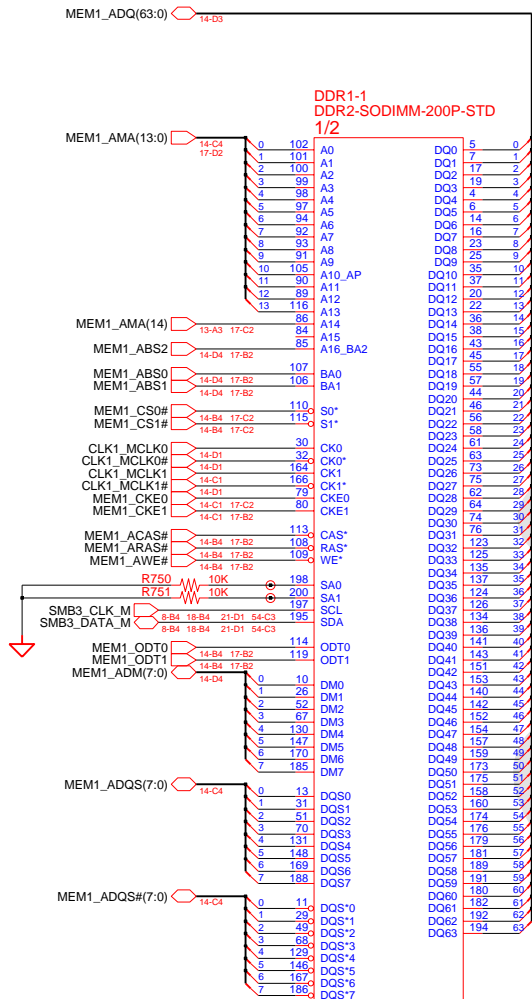 MEM1_ADQ(63:0) 14-D3
DDR1-1
DDR2-SODIMM-200P-STD
1/2
MEM1_AMA(13:0) 14-C4
17-D2
0 102 A0
1 101 A1
2 100 A2
3 99 A3
4 98 A4
5 97 A5
6 94 A6
7 92 A7
8 93 A8
9 91 A9
10 105 A10_AP
11 90 A11
12 89 A12
13 116 A13
MEM1_AMA(14) 13-A3 17-C2 86 A14
84 A15
MEM1_ABS2 14-D4 17-B2 85 A16_BA2
MEM1_ABS0 14-D4 17-B2 107 BA0
MEM1_ABS1 14-D4 17-B2 106 BA1
MEM1_CS0# 14-B4 17-C2 110 S0*
MEM1_CS1# 14-B4 17-C2 115 S1*
CLK1_MCLK0 14-D1 30 CK0
CLK1_MCLK0# 14-D1 32 CK0*
CLK1_MCLK1 14-D1 164 CK1
CLK1_MCLK1# 14-D1 166 CK1*
MEM1_CKE0 14-C1 17-C2 79 CKE0
MEM1_CKE1 14-C1 17-B2 80 CKE1
MEM1_ACAS# 14-B4 17-B2 113 CAS*
MEM1_ARAS# 14-B4 17-B2 108 RAS*
MEM1_AWE# 14-B4 17-B2 109 WE*
R750 10K 198 SA0
R751 10K 200 SA1
SMB3_CLK_M 8-B4 18-B4 21-D1 54-C3 197 SCL
SMB3_DATA_M 8-B4 18-B4 21-D1 54-C3 195 SDA
MEM1_ODT0 14-B4 17-B2 114 ODT0
MEM1_ODT1 14-B4 17-B2 119 ODT1
MEM1_ADM(7:0) 14-D4
0 10 DM0
1 26 DM1
2 52 DM2
3 67 DM3
4 130 DM4
5 147 DM5
6 170 DM6
7 185 DM7
MEM1_ADQS(7:0) 14-C4
0 13 DQS0
1 31 DQS1
2 51 DQS2
3 70 DQS3
4 131 DQS4
5 148 DQS5
6 169 DQS6
7 188 DQS7
MEM1_ADQS#(7:0) 14-C4
0 11 DQS*0
1 29 DQS*1
2 49 DQS*2
3 68 DQS*3
4 129 DQS*4
5 146 DQS*5
6 167 DQS*6
7 186 DQS*7
DQ0 5 0
DQ1 7 1
DQ2 17 2
DQ3 19 3
DQ4 4 4
DQ5 6 5
DQ6 14 6
DQ7 16 7
DQ8 23 8
DQ9 25 9
DQ10 35 10
DQ11 37 11
DQ12 20 12
DQ13 22 13
DQ14 36 14
DQ15 38 15
DQ16 43 16
DQ17 45 17
DQ18 55 18
DQ19 57 19
DQ20 44 20
DQ21 46 21
DQ22 56 22
DQ23 58 23
DQ24 61 24
DQ25 63 25
DQ26 73 26
DQ27 75 27
DQ28 62 28
DQ29 64 29
DQ30 74 30
DQ31 76 31
DQ32 123 32
DQ33 125 33
DQ34 135 34
DQ35 137 35
DQ36 124 36
DQ37 126 37
DQ38 134 38
DQ39 136 39
DQ40 141 40
DQ41 143 41
DQ42 151 42
DQ43 153 43
DQ44 140 44
DQ45 142 45
DQ46 152 46
DQ47 154 47
DQ48 157 48
DQ49 159 49
DQ50 173 50
DQ51 175 51
DQ52 158 52
DQ53 160 53
DQ54 174 54
DQ55 176 55
DQ56 179 56
DQ57 181 57
DQ58 189 58
DQ59 191 59
DQ60 180 60
DQ61 182 61
DQ62 192 62
DQ63 194 63